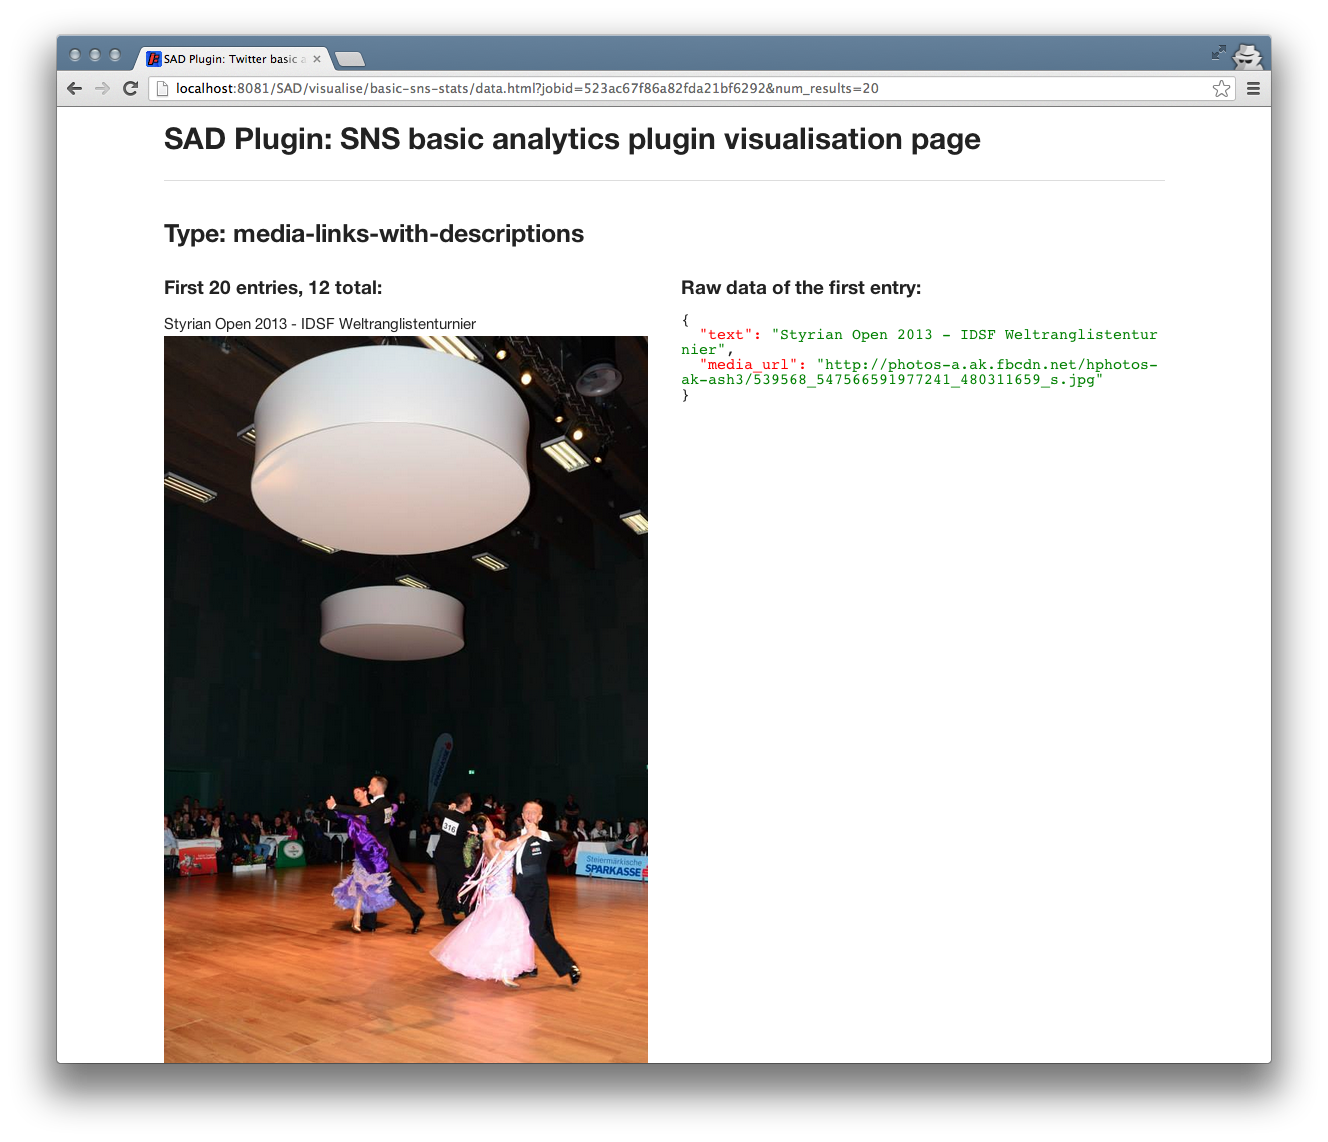 SAD Plugin: Twitter basic a
localhost:8081/SAD/visualise/basic-sns-stats/data.html?jobid=523ac67f86a82fda21bf6292&num_results=20
SAD Plugin: SNS basic analytics plugin visualisation page
Type: media-links-with-descriptions
First 20 entries, 12 total:
Styrian Open 2013 - IDSF Weltranglistenturnier
316
Steiermärkische
SPARKASSE
Raw data of the first entry:
{
"text": "Styrian Open 2013 - IDSF Weltranglistentur
nier",
"media_url": "http://photos-a.ak.fbcdn.net/hphotos-
ak-ash3/539568_547566591977241_480311659_s.jpg"
}